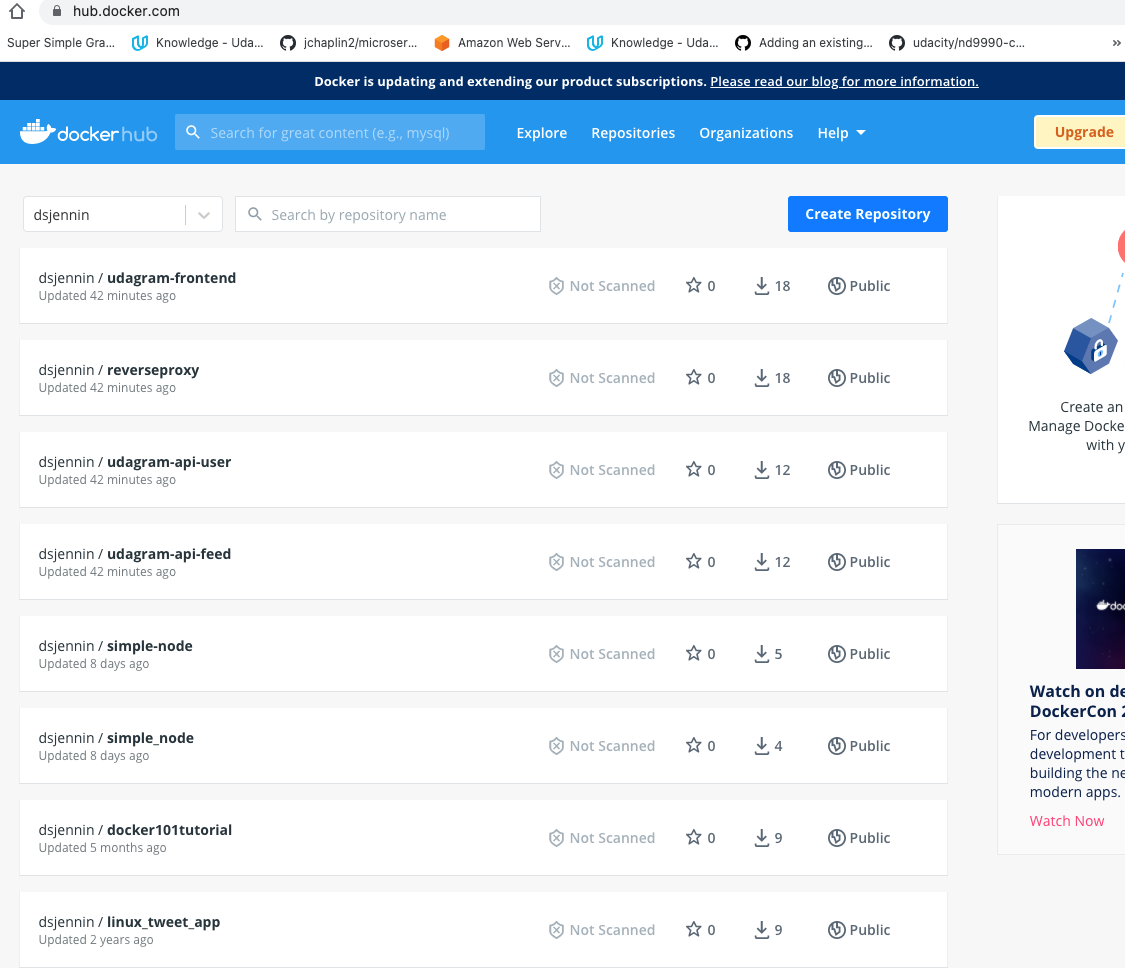 hub.docker.com
Super Simple Gra... Knowledge - Uda... jchaplin2/microser... Amazon Web Serv... Knowledge - Uda... Adding an existing... udacity/nd9990-c... »
Docker is updating and extending our product subscriptions. Please read our blog for more information.
dockerhub Search for great content (e.g., mysql) Explore Repositories Organizations Help Upgrade
dsjennin Search by repository name Create Repository
dsjennin / udagram-frontend Not Scanned 0 18 Public
Updated 42 minutes ago
dsjennin / reverseproxy Not Scanned 0 18 Public
Updated 42 minutes ago
dsjennin / udagram-api-user Not Scanned 0 12 Public
Updated 42 minutes ago
dsjennin / udagram-api-feed Not Scanned 0 12 Public
Updated 42 minutes ago
dsjennin / simple-node Not Scanned 0 5 Public
Updated 8 days ago
dsjennin / simple_node Not Scanned 0 4 Public
Updated 8 days ago
dsjennin / docker101tutorial Not Scanned 0 9 Public
Updated 5 months ago
dsjennin / linux_tweet_app Not Scanned 0 9 Public
Updated 2 years ago
Create an
Manage Docke
with y
doc
Watch on de
DockerCon 2
For developers
development t
building the ne
modern apps.
Watch Now